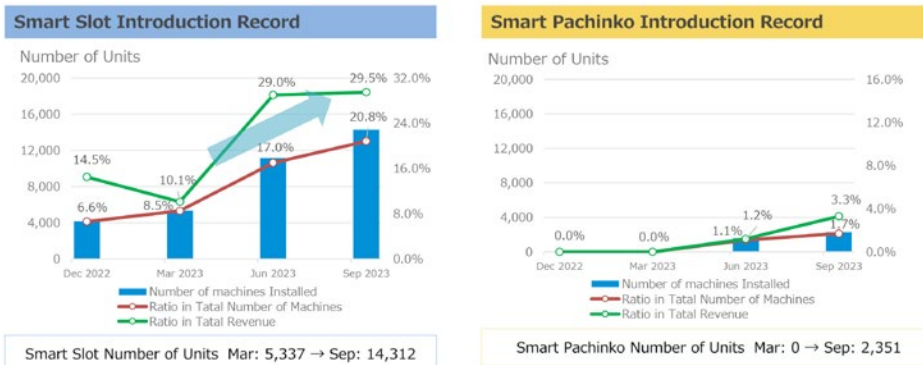 Smart Slot Introduction Record
Number of Units
20,000
16,000
12,000
8,000
4,000
0
32.0%
24.0%
16.0%
8.0%
0.0%
14.5%
10.1%
29.0%
29.5%
6.6%
8.5%
17.0%
20.8%
Dec 2022
Mar 2023
Jun 2023
Sep 2023
Number of machines Installed
Ratio in Tatal Number of Machines
Ratio in Tatal Revenue
Smart Slot Number of Units Mar: 5,337 → Sep: 14,312
Smart Pachinko Introduction Record
Number of Units
20,000
16,000
12,000
8,000
4,000
0
16.0%
12.0%
8.0%
4.0%
0.0%
0.0%
0.0%
1.1%
1.2%
3.3%
1.7%
Dec 2022
Mar 2023
Jun 2023
Sep 2023
Number of machines Installed
Ratio in Tatal Number of Machines
Ratio in Tatal Revenue
Smart Pachinko Number of Units Mar: 0 → Sep: 2,351